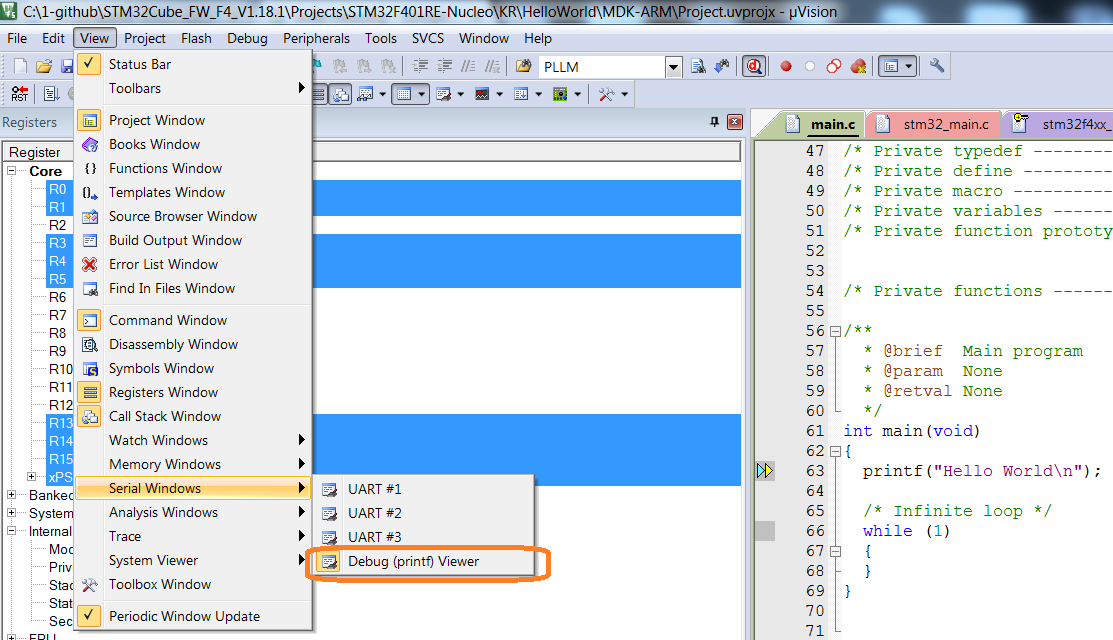 C:\1-github\STM32Cube_FW_F4_V1.18.1\Projects\STM32F401RE-Nucleo\KR\HelloWorld\MDK-ARM\Project.uvprojx - µVision
File Edit View Project Flash Debug Peripherals Tools SVCS Window Help
PLLM
RST
Registers
Register
Core
R0
R1
R2
R3
R4
R5
R6
R7
R8
R9
R10
R11
R12
R13
R14
R15
xPS
Banked
System
Internal
Mod
Priv
Stac
Stat
Sec
FPU
Status Bar
Toolbars
Project Window
Books Window
Functions Window
Templates Window
Source Browser Window
Build Output Window
Error List Window
Find In Files Window
Command Window
Disassembly Window
Symbols Window
Registers Window
Call Stack Window
Watch Windows
Memory Windows
Serial Windows
Analysis Windows
Trace
System Viewer
Toolbox Window
Periodic Window Update
UART #1
UART #2
UART #3
Debug (printf) Viewer
main.c stm32_main.c stm32f4xx_
47 /* Private typedef --------
48 /* Private define ---------
49 /* Private macro ----------
50 /* Private variables ------
51 /* Private function prototy
52
53
54 /* Private functions ------
55
56 /**
57 * @brief Main program
58 * @param None
59 * @retval None
60 */
61 int main(void)
62 {
63 printf("Hello World\n");
64
65 /* Infinite loop */
66 while (1)
67 {
68 }
69 }
70
71